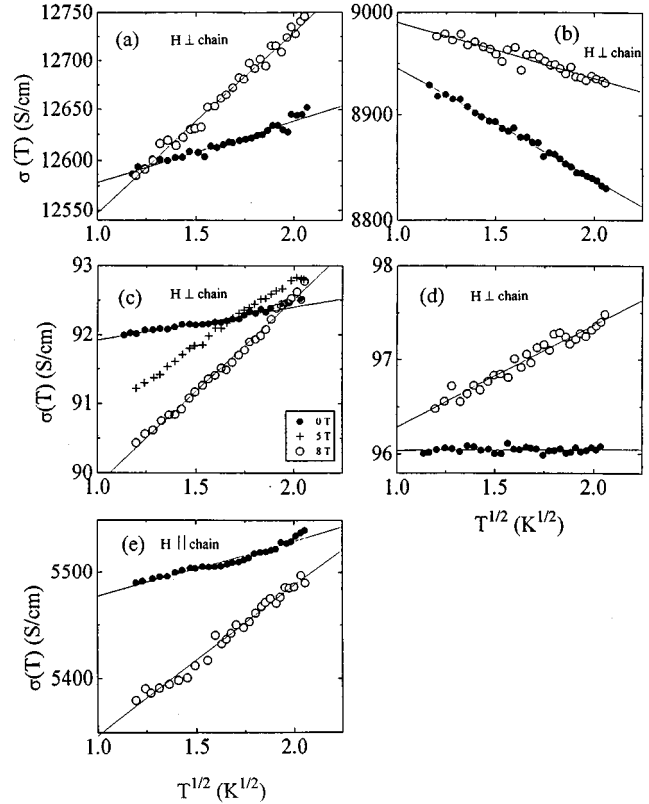 (a)
H ⊥ chain
12750
12700
12650
12600
12550
σ (T) (S/cm)
1.0 1.5 2.0
(b)
H ⊥ chain
9000
8900
8800
1.0 1.5 2.0
(c)
H ⊥ chain
93
92
91
90
σ(T) (S/cm)
0 T
5 T
8 T
1.0 1.5 2.0
(d)
H ⊥ chain
98
97
96
1.0 1.5 2.0
T^1/2 (K^1/2)
(e)
H || chain
5500
5400
σ(T) (S/cm)
1.0 1.5 2.0
T^1/2 (K^1/2)